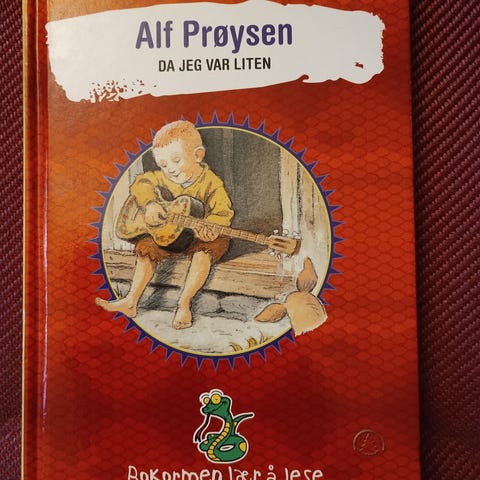 Alf Prøysen
DA JEG VAR LITEN
Bokormen lær å lese